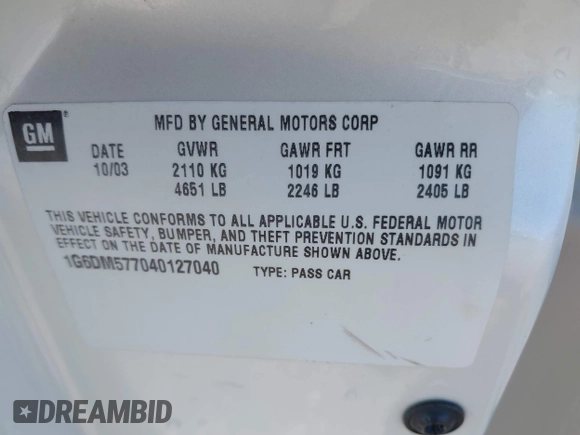 GM
®
MFD BY GENERAL MOTORS CORP
DATE GVWR GAWR FRT GAWR RR
10/03 2110 KG 1019 KG 1091 KG
4651 LB 2246 LB 2405 LB
THIS VEHICLE CONFORMS TO ALL APPLICABLE U.S. FEDERAL MOTOR
VEHICLE SAFETY, BUMPER, AND THEFT PREVENTION STANDARDS IN
EFFECT ON THE DATE OF MANUFACTURE SHOWN ABOVE.
1G6DM577040127040 TYPE: PASS CAR
DREAMBID